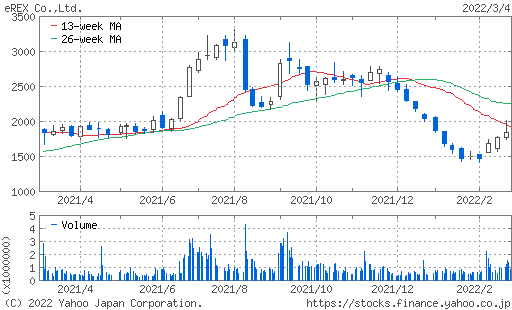 eREX Co.,Ltd. 2022/3/4
3500
13-week MA
26-week MA
3000
2500
2000
1500
1000
2021/4 2021/6 2021/8 2021/10 2021/12 2022/2
5
Volume
4
3
2
1
0
(x1000000)
2021/4 2021/6 2021/8 2021/10 2021/12 2022/2
(C) 2022 Yahoo Japan Corporation. https://stocks.finance.yahoo.co.jp/